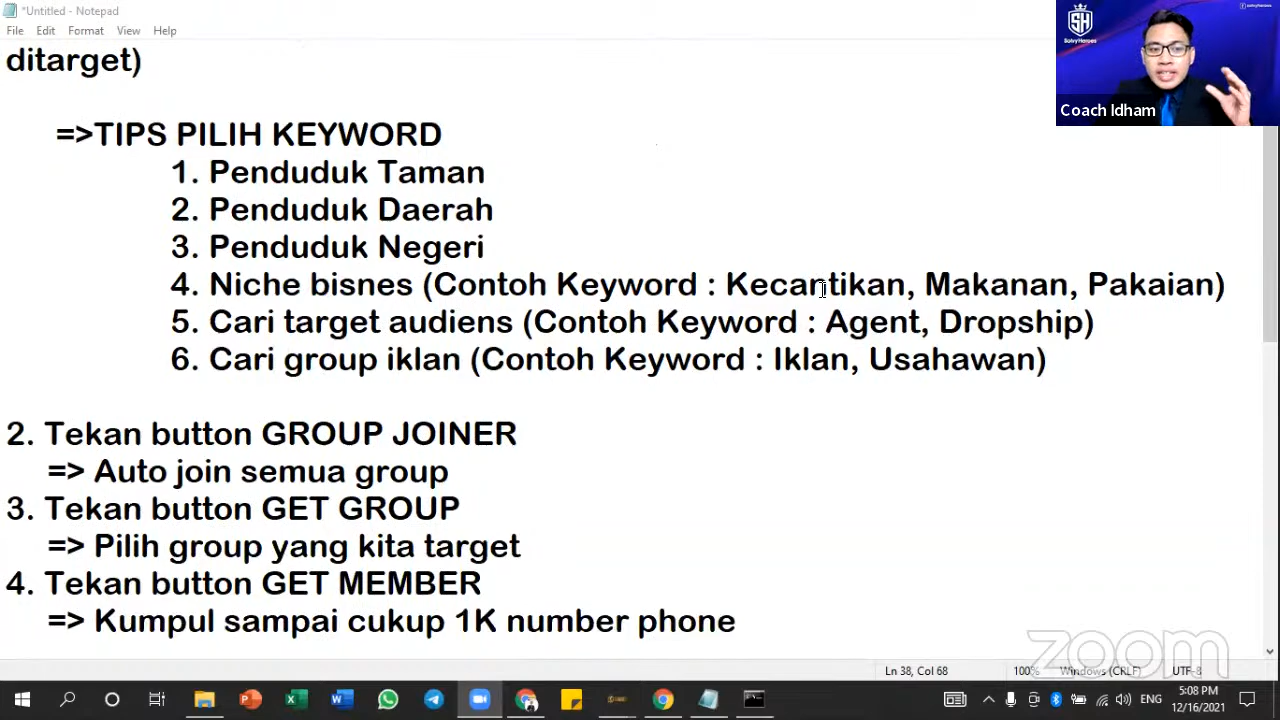 *Untitled - Notepad
File Edit Format View Help
ditarget)
=>TIPS PILIH KEYWORD
1. Penduduk Taman
2. Penduduk Daerah
3. Penduduk Negeri
4. Niche bisnes (Contoh Keyword : Kecantikan, Makanan, Pakaian)
5. Cari target audiens (Contoh Keyword : Agent, Dropship)
6. Cari group iklan (Contoh Keyword : Iklan, Usahawan)
2. Tekan button GROUP JOINER
=> Auto join semua group
3. Tekan button GET GROUP
=> Pilih group yang kita target
4. Tekan button GET MEMBER
=> Kumpul sampai cukup 1K number phone
SH
Coach Idham
zoom
Ln 38, Col 68 100% Windows (CRLF) UTF-8
ENG
5:08 PM
12/16/2021